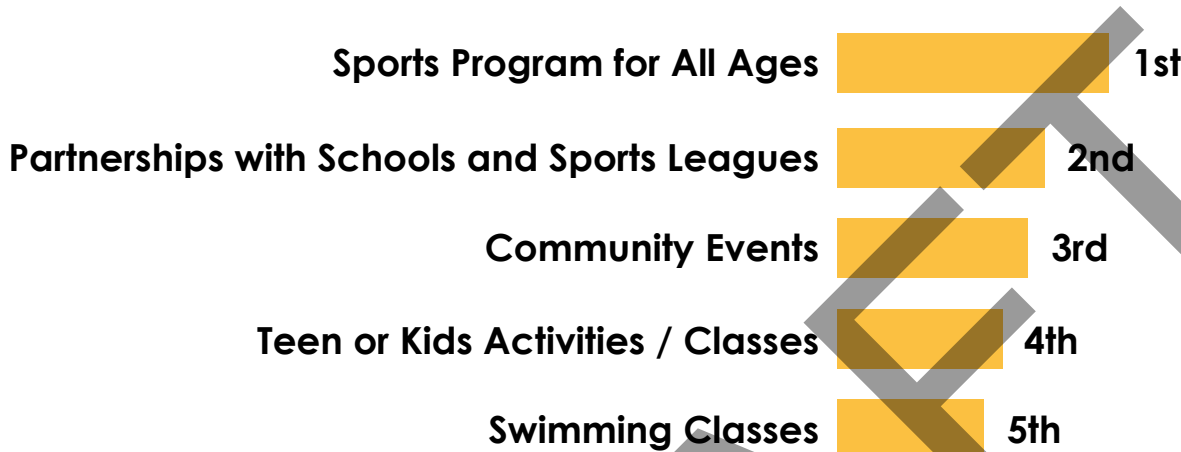 Sports Program for All Ages 1st
Partnerships with Schools and Sports Leagues 2nd
Community Events 3rd
Teen or Kids Activities / Classes 4th
Swimming Classes 5th